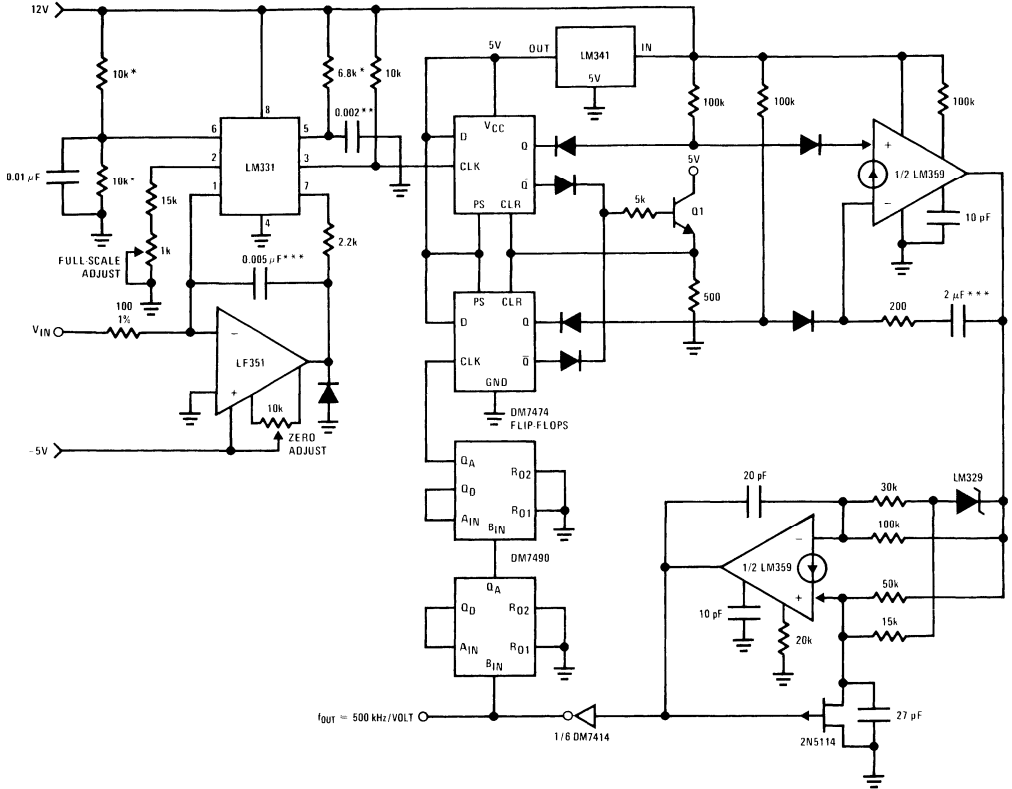 12V
5V
OUT
IN
LM341
5V
10k*
6.8k*
10k
0.002**
100k
100k
100k
8
6
5
2
LM331
3
1
7
4
VCC
D
Q
CLK
Q̄
PS
CLR
5V
5k
Q1
+
1/2 LM359
−
10 pF
0.01 µF
10k*
15k
1k
FULL-SCALE
ADJUST
2.2k
0.005 µF***
500
PS
CLR
D
Q
CLK
Q̄
GND
200
2 µF***
100
1%
VIN
−
LF351
+
10k
ZERO
ADJUST
−5V
DM7474
FLIP-FLOPS
QA
RO2
QD
AIN
RO1
BIN
DM7490
QA
QD
RO2
AIN
RO1
BIN
20 pF
30k
LM329
100k
−
1/2 LM359
+
50k
10 pF
15k
20k
fOUT = 500 kHz/VOLT
1/6 DM7414
2N5114
27 pF